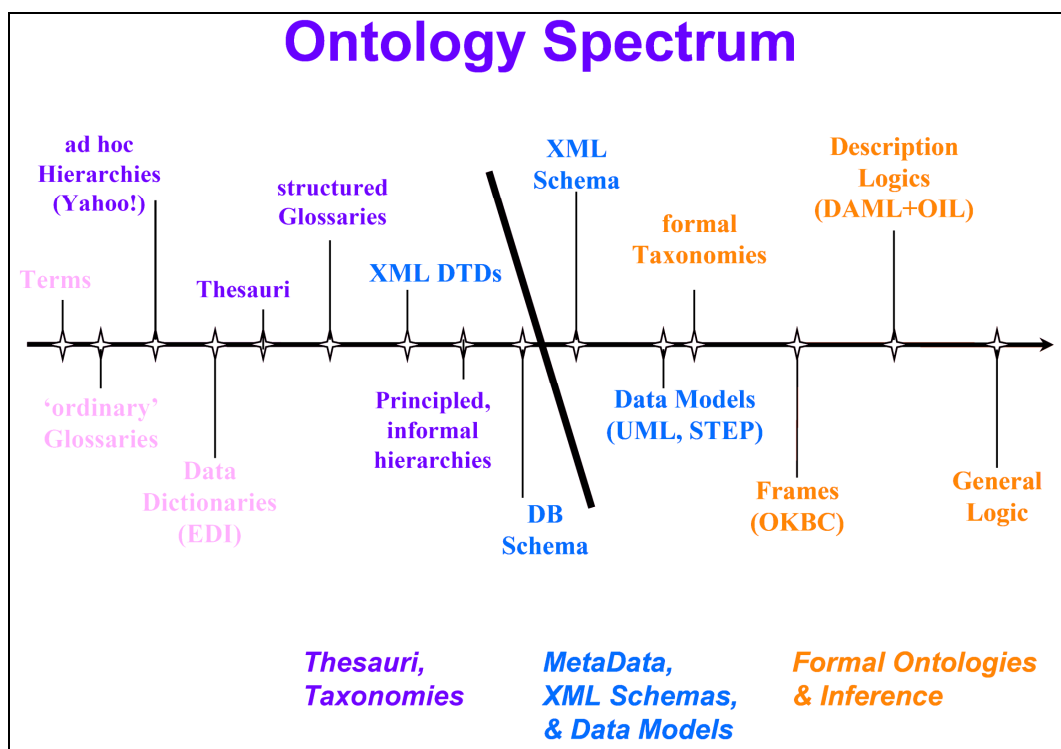 Ontology Spectrum
ad hoc
Hierarchies
(Yahoo!)
structured
Glossaries
XML
Schema
Description
Logics
(DAML+OIL)
formal
Taxonomies
Terms
Thesauri
XML DTDs
‘ordinary’
Glossaries
Data
Dictionaries
(EDI)
Principled,
informal
hierarchies
DB
Schema
Data Models
(UML, STEP)
Frames
(OKBC)
General
Logic
Thesauri,
Taxonomies
MetaData,
XML Schemas,
& Data Models
Formal Ontologies
& Inference